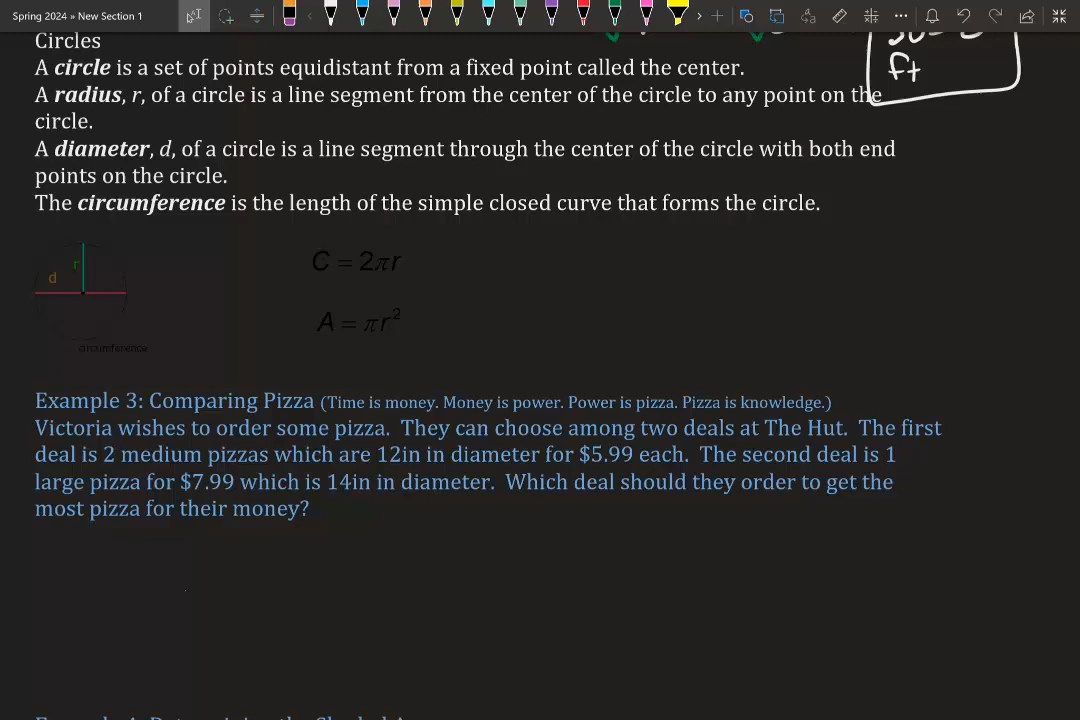 Spring 2024 » New Section 1
Circles
ft
A circle is a set of points equidistant from a fixed point called the center.
A radius, r, of a circle is a line segment from the center of the circle to any point on the
circle.
A diameter, d, of a circle is a line segment through the center of the circle with both end
points on the circle.
The circumference is the length of the simple closed curve that forms the circle.
r
d
circumference
C = 2πr
A = πr²
Example 3: Comparing Pizza (Time is money. Money is power. Power is pizza. Pizza is knowledge.)
Victoria wishes to order some pizza.  They can choose among two deals at The Hut.  The first
deal is 2 medium pizzas which are 12in in diameter for $5.99 each.  The second deal is 1
large pizza for $7.99 which is 14in in diameter.  Which deal should they order to get the
most pizza for their money?